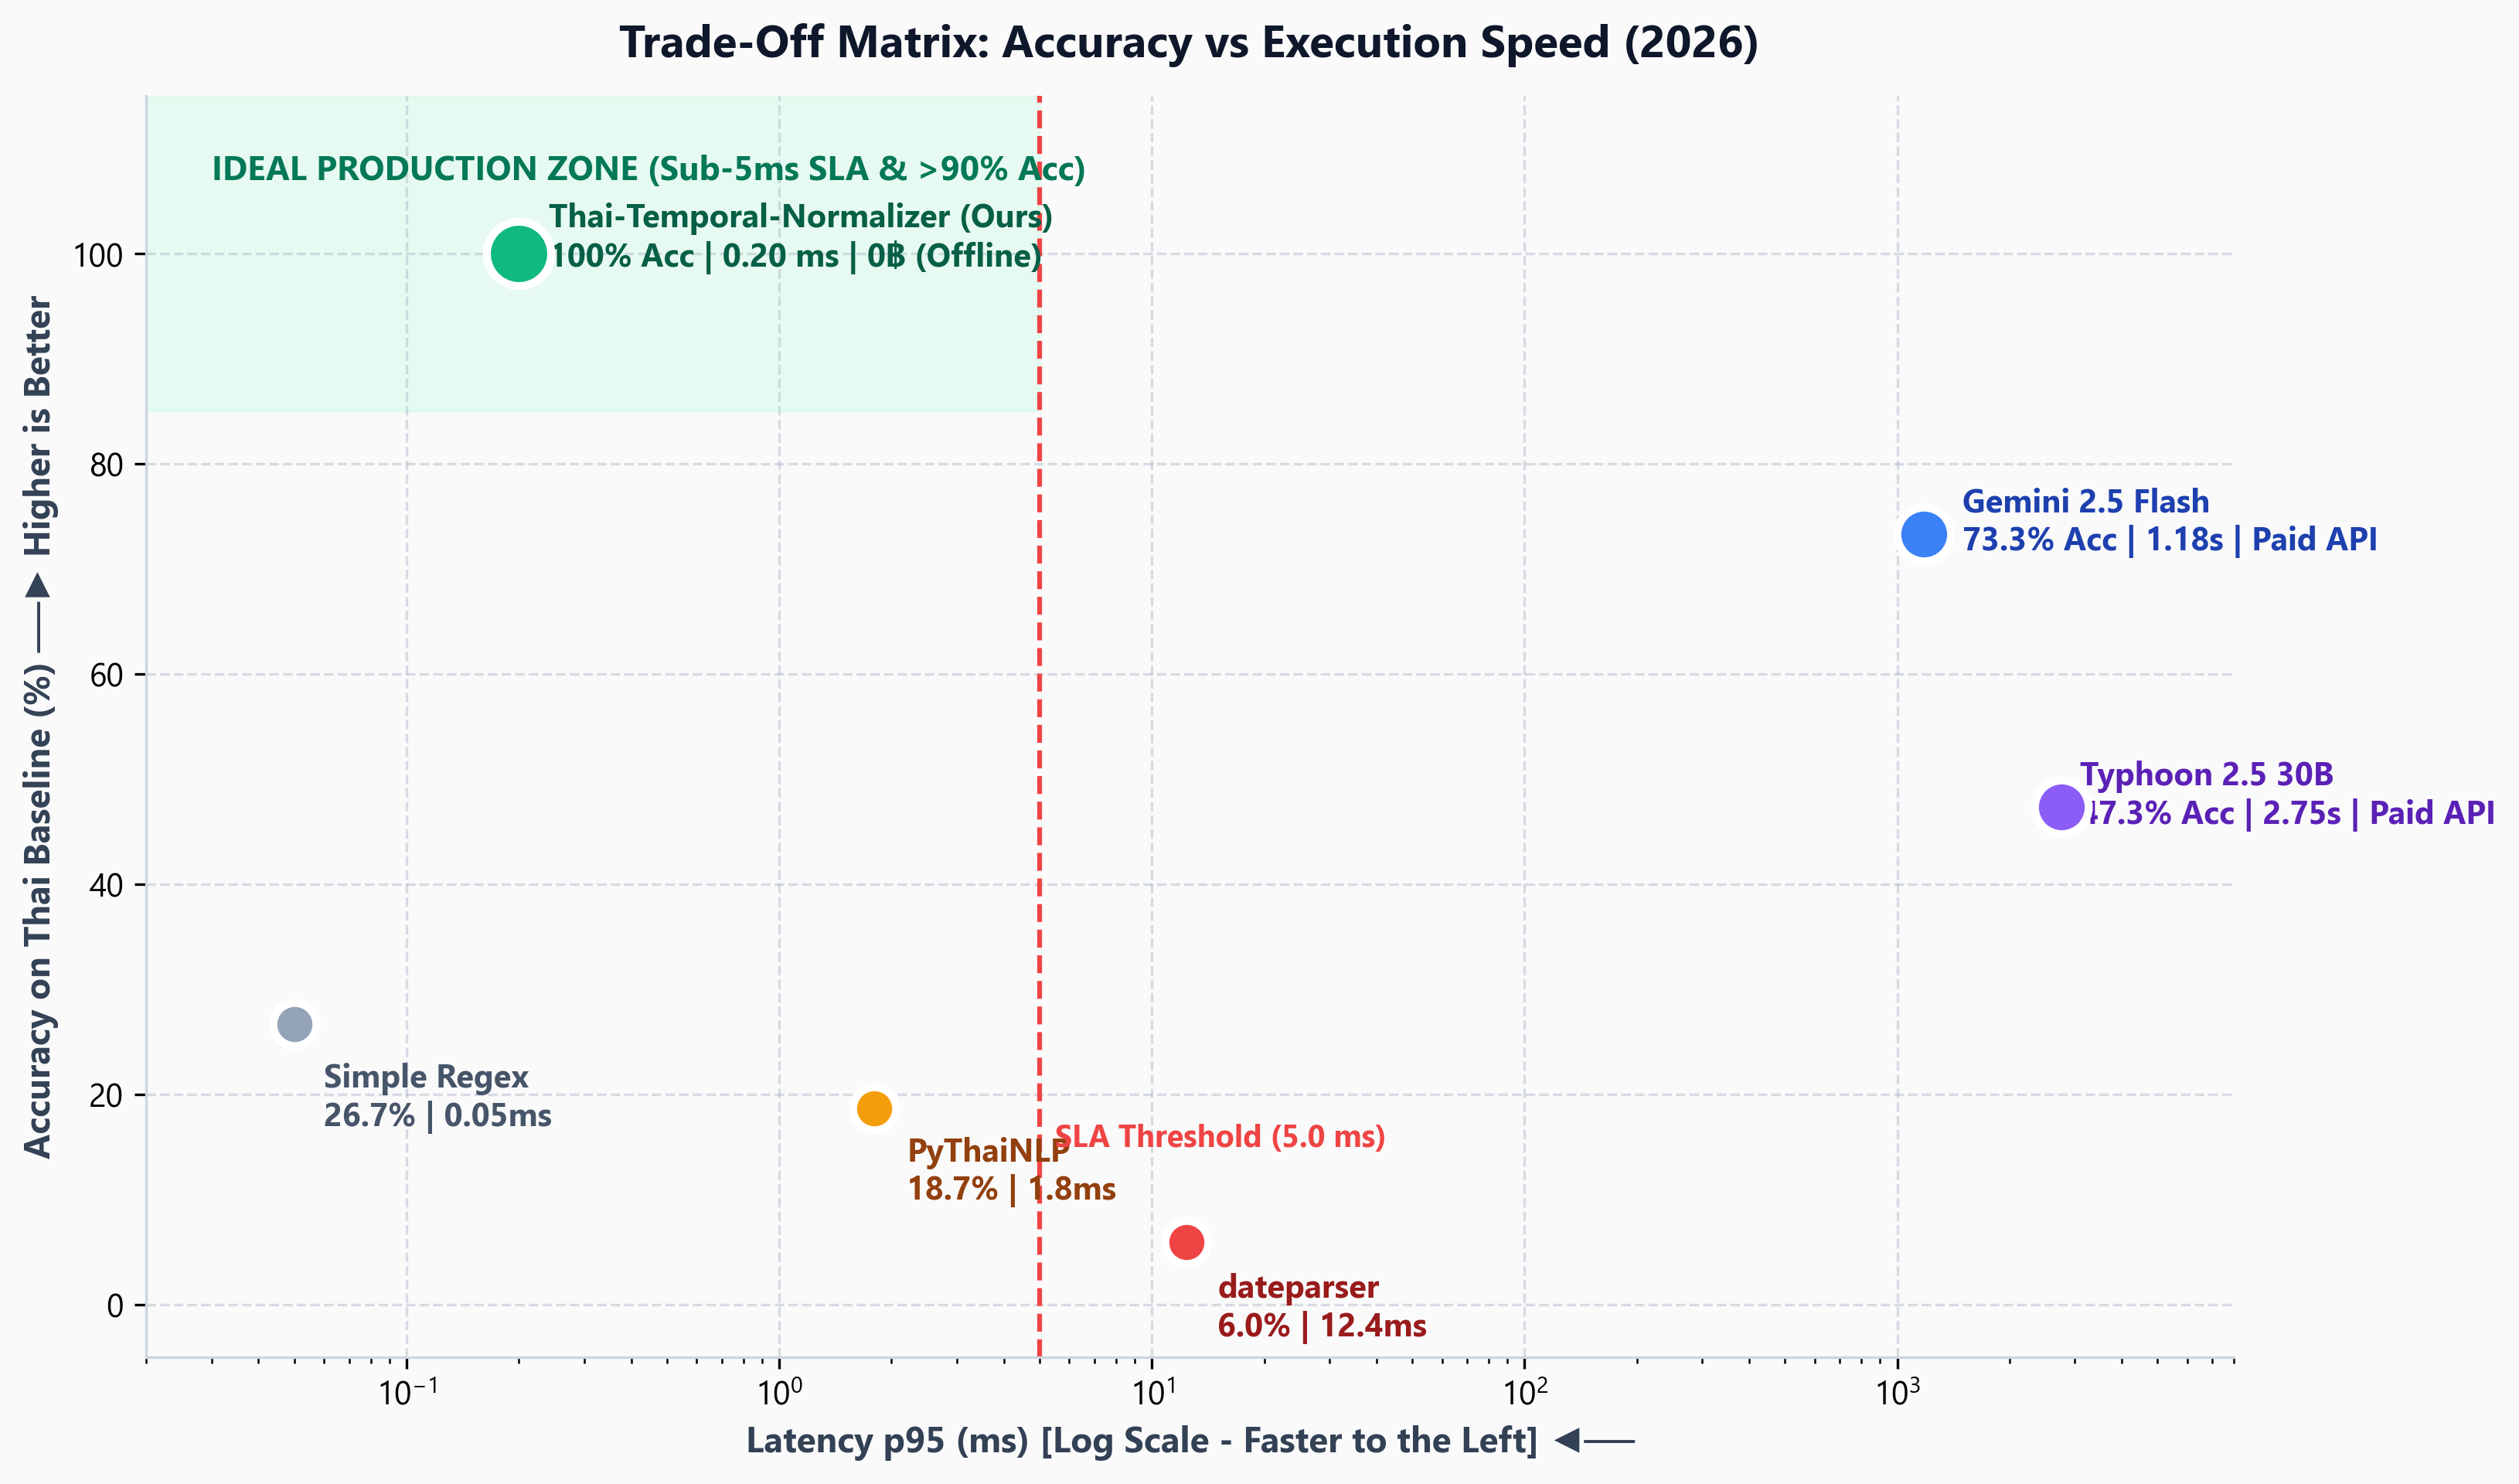 Trade-Off Matrix: Accuracy vs Execution Speed (2026)
IDEAL PRODUCTION ZONE (Sub-5ms SLA & >90% Acc)
Thai-Temporal-Normalizer (Ours)
100% Acc | 0.20 ms | 0฿ (Offline)
Gemini 2.5 Flash
73.3% Acc | 1.18s | Paid API
Typhoon 2.5 30B
47.3% Acc | 2.75s | Paid API
Simple Regex
26.7% | 0.05ms
SLA Threshold (5.0 ms)
PyThaiNLP
18.7% | 1.8ms
dateparser
6.0% | 12.4ms
Accuracy on Thai Baseline (%) ──▶ Higher is Better
100
80
60
40
20
0
10⁻¹ 10⁰ 10¹ 10² 10³
Latency p95 (ms) [Log Scale - Faster to the Left] ◀──